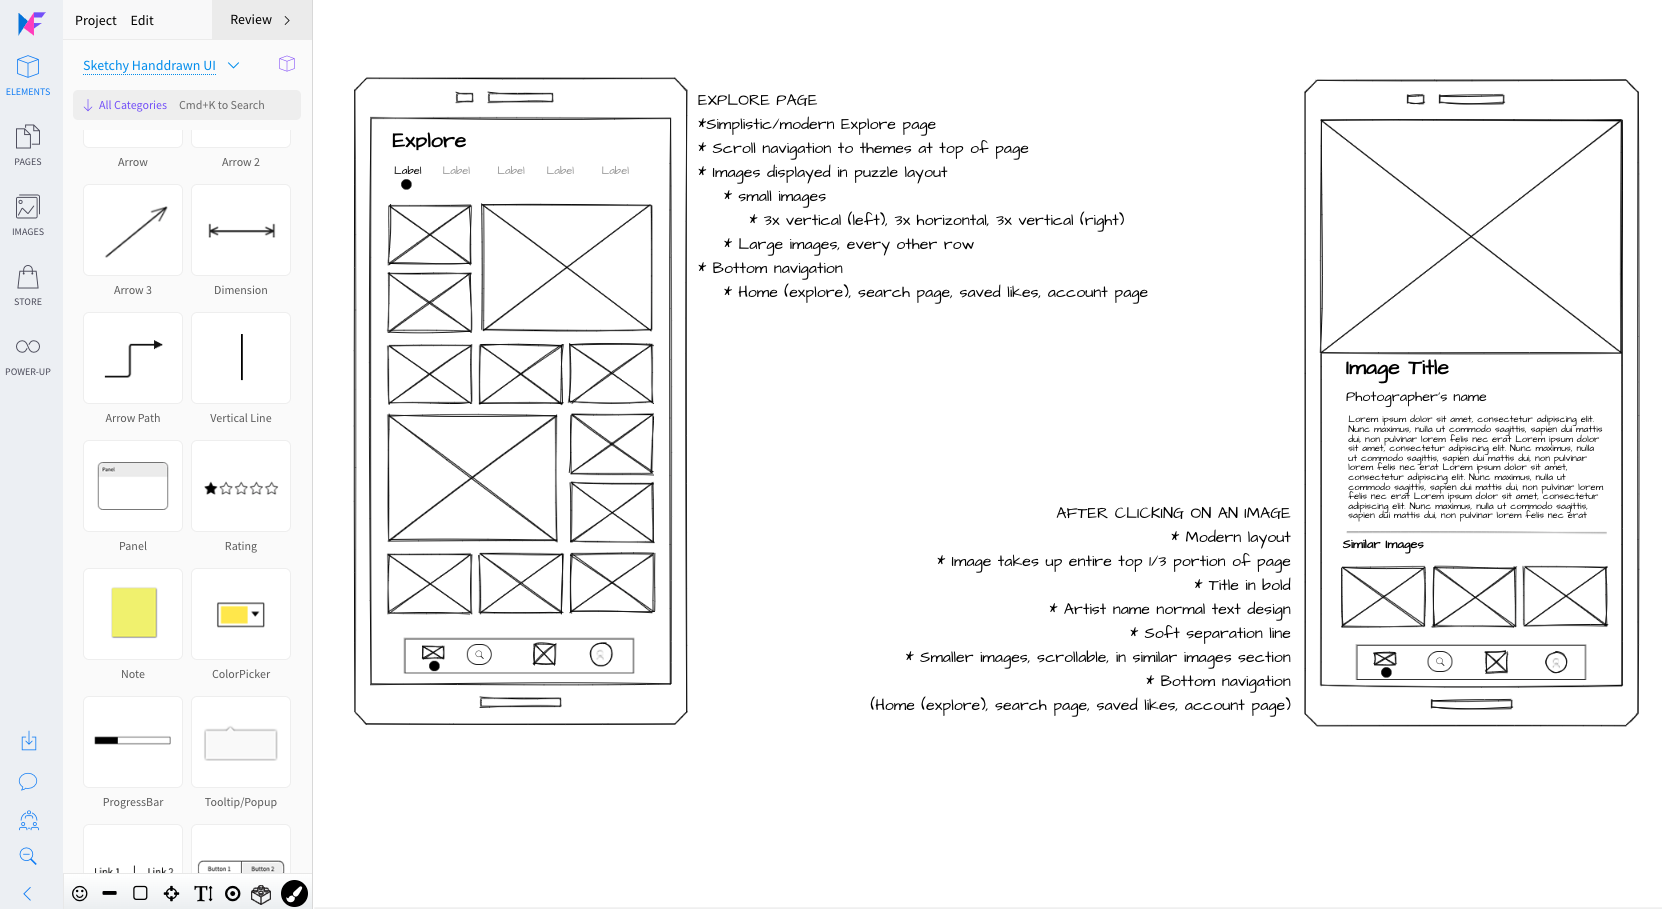 Project Edit Review
Sketchy Handdrawn UI
ELEMENTS
All Categories Cmd+K to Search
PAGES
IMAGES
STORE
POWER-UP
Arrow Arrow 2
Arrow 3 Dimension
Arrow Path Vertical Line
Panel
Panel Rating
Note ColorPicker
ProgressBar Tooltip/Popup
Link 1 | Link 2 Button 1 Button 2
Explore
Label Label Label Label Label
EXPLORE PAGE
*Simplistic/modern Explore page
* Scroll navigation to themes at top of page
* Images displayed in puzzle layout
* small images
* 3x vertical (left), 3x horizontal, 3x vertical (right)
* Large images, every other row
* Bottom navigation
* Home (explore), search page, saved likes, account page
AFTER CLICKING ON AN IMAGE
* Modern layout
* Image takes up entire top 1/3 portion of page
* Title in bold
* Artist name normal text design
* Soft separation line
* Smaller images, scrollable, in similar images section
* Bottom navigation
(Home (explore), search page, saved likes, account page)
Image Title
Photographer's name
Lorem ipsum dolor sit amet, consectetur adipiscing elit.
Nunc maximus, nulla ut commodo sagittis, sapien dui mattis
dui, non pulvinar lorem felis nec erat Lorem ipsum dolor
sit amet, consectetur adipiscing elit. Nunc maximus, nulla
ut commodo sagittis, sapien dui mattis dui, non pulvinar
lorem felis nec erat Lorem ipsum dolor sit amet,
consectetur adipiscing elit. Nunc maximus, nulla ut
commodo sagittis, sapien dui mattis dui, non pulvinar lorem
felis nec erat Lorem ipsum dolor sit amet, consectetur
adipiscing elit. Nunc maximus, nulla ut commodo sagittis,
sapien dui mattis dui, non pulvinar lorem felis nec erat
Similar Images